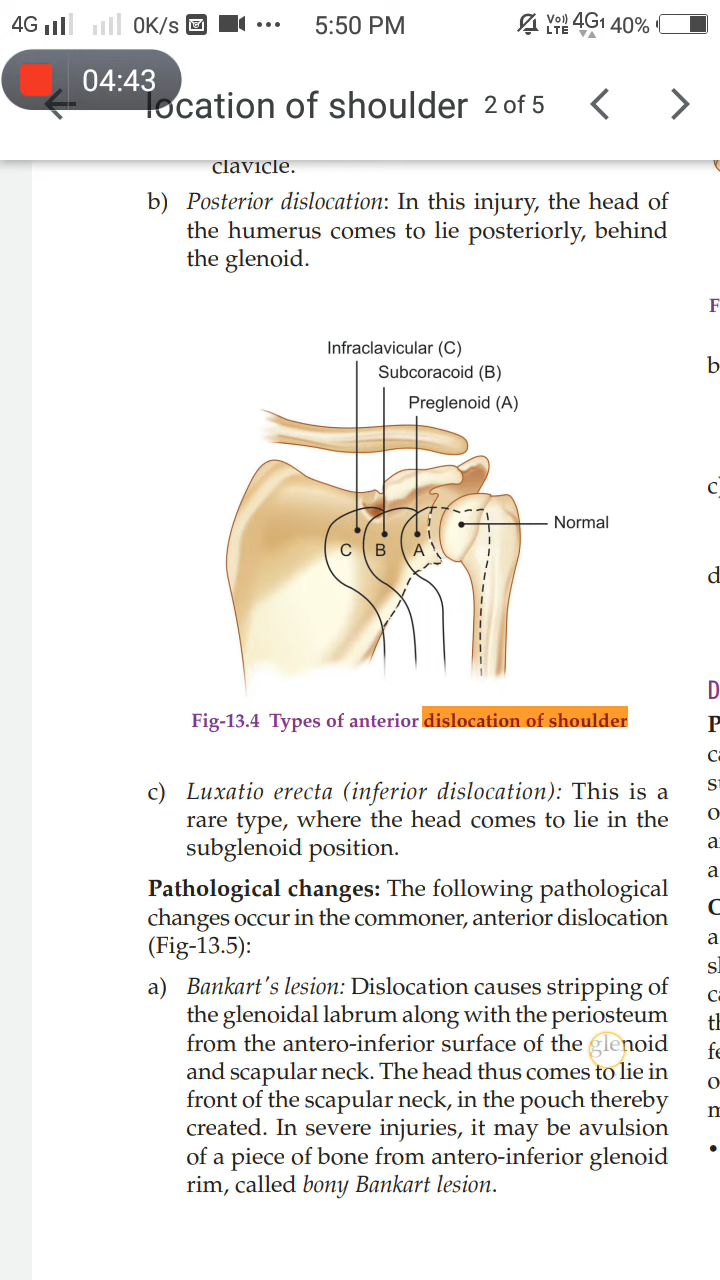 4G 0K/s ••• 5:50 PM Vo)) LTE 4G1 40%
04:43
location of shoulder 2 of 5
clavicle.
b) Posterior dislocation: In this injury, the head of
the humerus comes to lie posteriorly, behind
the glenoid.
Infraclavicular (C)
Subcoracoid (B)
Preglenoid (A)
Normal
C B A
Fig-13.4 Types of anterior dislocation of shoulder
c) Luxatio erecta (inferior dislocation): This is a
rare type, where the head comes to lie in the
subglenoid position.
Pathological changes: The following pathological
changes occur in the commoner, anterior dislocation
(Fig-13.5):
a) Bankart's lesion: Dislocation causes stripping of
the glenoidal labrum along with the periosteum
from the antero-inferior surface of the glenoid
and scapular neck. The head thus comes to lie in
front of the scapular neck, in the pouch thereby
created. In severe injuries, it may be avulsion
of a piece of bone from antero-inferior glenoid
rim, called bony Bankart lesion.
F
b
c)
d
D
P